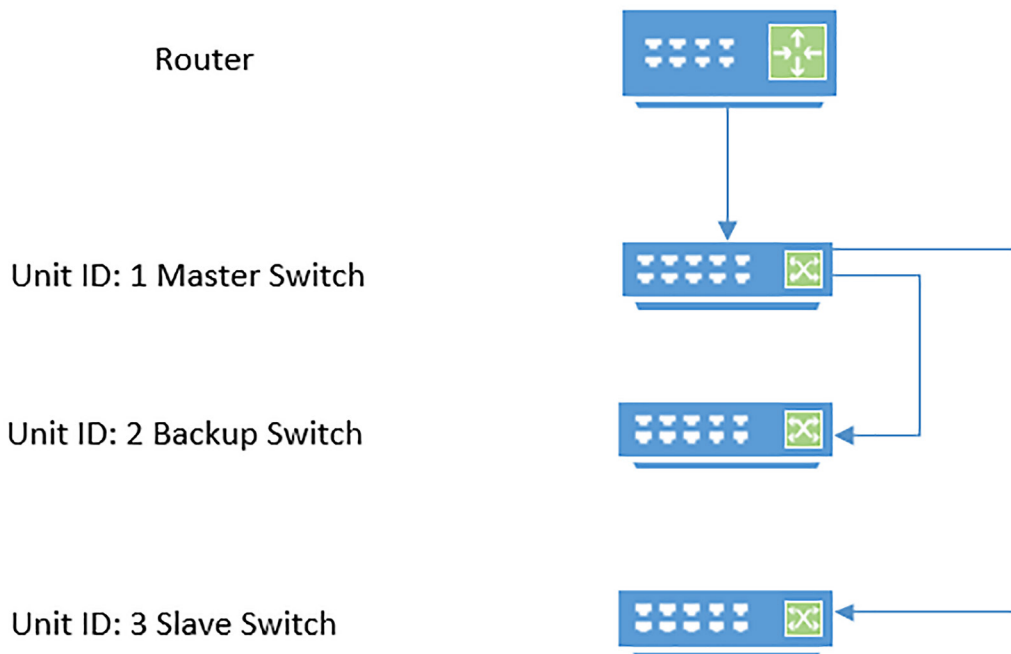 Router
Unit ID: 1 Master Switch
Unit ID: 2 Backup Switch
Unit ID: 3 Slave Switch